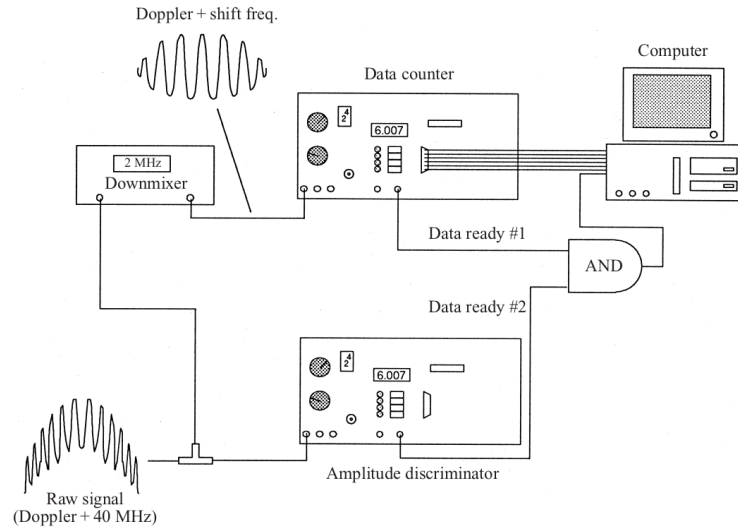 Doppler + shift freq.
Computer
Data counter
4
2
6.007
2 MHz
Downmixer
Data ready #1
AND
Data ready #2
4
2
6.007
Amplitude discriminator
Raw signal
(Doppler + 40 MHz)